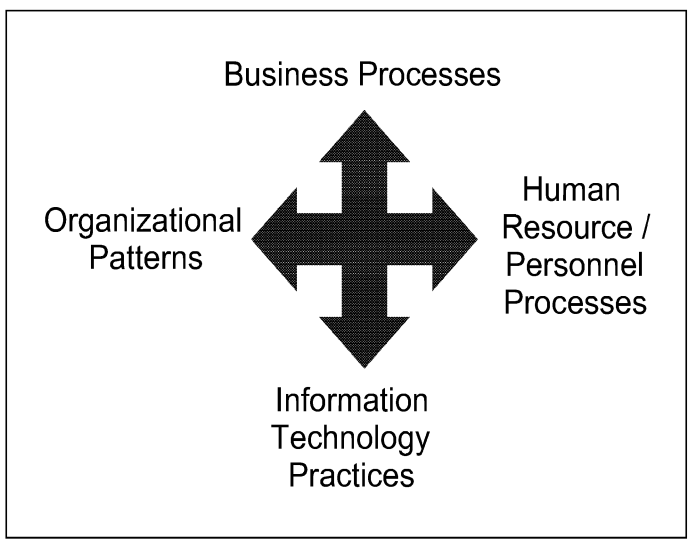 Business Processes
Organizational
Patterns
Human
Resource /
Personnel
Processes
Information
Technology
Practices